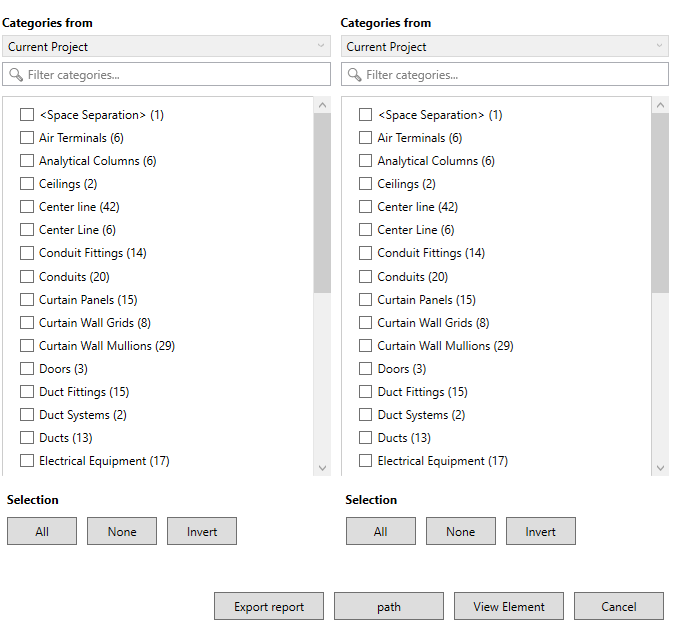 Categories from
Current Project
Filter categories...
<Space Separation> (1)
Air Terminals (6)
Analytical Columns (6)
Ceilings (2)
Center line (42)
Center Line (6)
Conduit Fittings (14)
Conduits (20)
Curtain Panels (15)
Curtain Wall Grids (8)
Curtain Wall Mullions (29)
Doors (3)
Duct Fittings (15)
Duct Systems (2)
Ducts (13)
Electrical Equipment (17)
Selection
All None Invert
Categories from
Current Project
Filter categories...
<Space Separation> (1)
Air Terminals (6)
Analytical Columns (6)
Ceilings (2)
Center line (42)
Center Line (6)
Conduit Fittings (14)
Conduits (20)
Curtain Panels (15)
Curtain Wall Grids (8)
Curtain Wall Mullions (29)
Doors (3)
Duct Fittings (15)
Duct Systems (2)
Ducts (13)
Electrical Equipment (17)
Selection
All None Invert
Export report path View Element Cancel